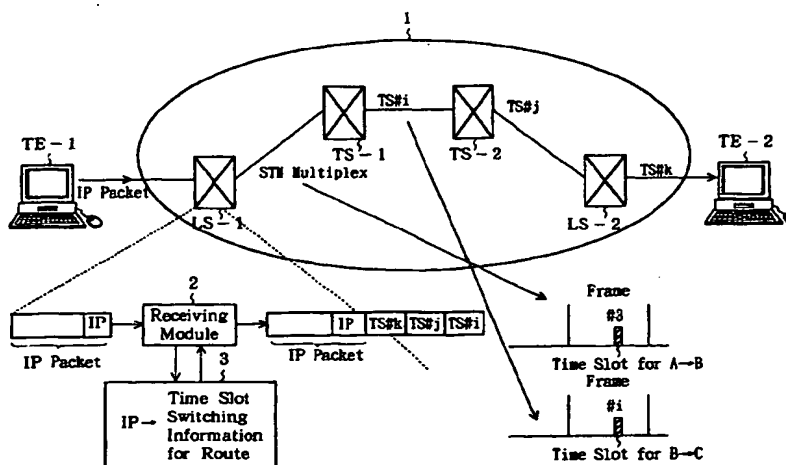 1
TS#i
TS#j
TE-1
TS-1
TS-2
TE-2
IP Packet
STM Multiplex
TS#k
LS-1
LS-2
2
IP
Receiving
Module
IP TS#k TS#j TS#i
IP Packet
IP Packet
3
IP→ Time Slot
Switching
Information
for Route
Frame
#3
Time Slot for A→B
Frame
#i
Time Slot for B→C